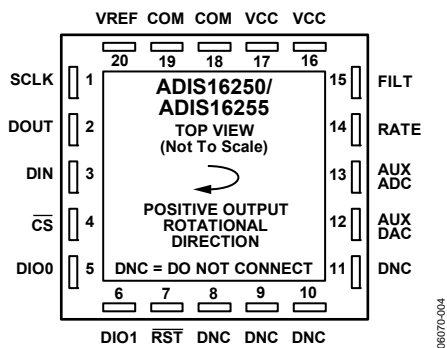 VREF COM COM VCC VCC
20 19 18 17 16
SCLK 1
DOUT 2
DIN 3
CS 4
DIO0 5
ADIS16250/
ADIS16255
TOP VIEW
(Not To Scale)
POSITIVE OUTPUT
ROTATIONAL
DIRECTION
DNC = DO NOT CONNECT
15 FILT
14 RATE
13 AUX
ADC
12 AUX
DAC
11 DNC
6 7 8 9 10
DIO1 RST DNC DNC DNC
06070-004